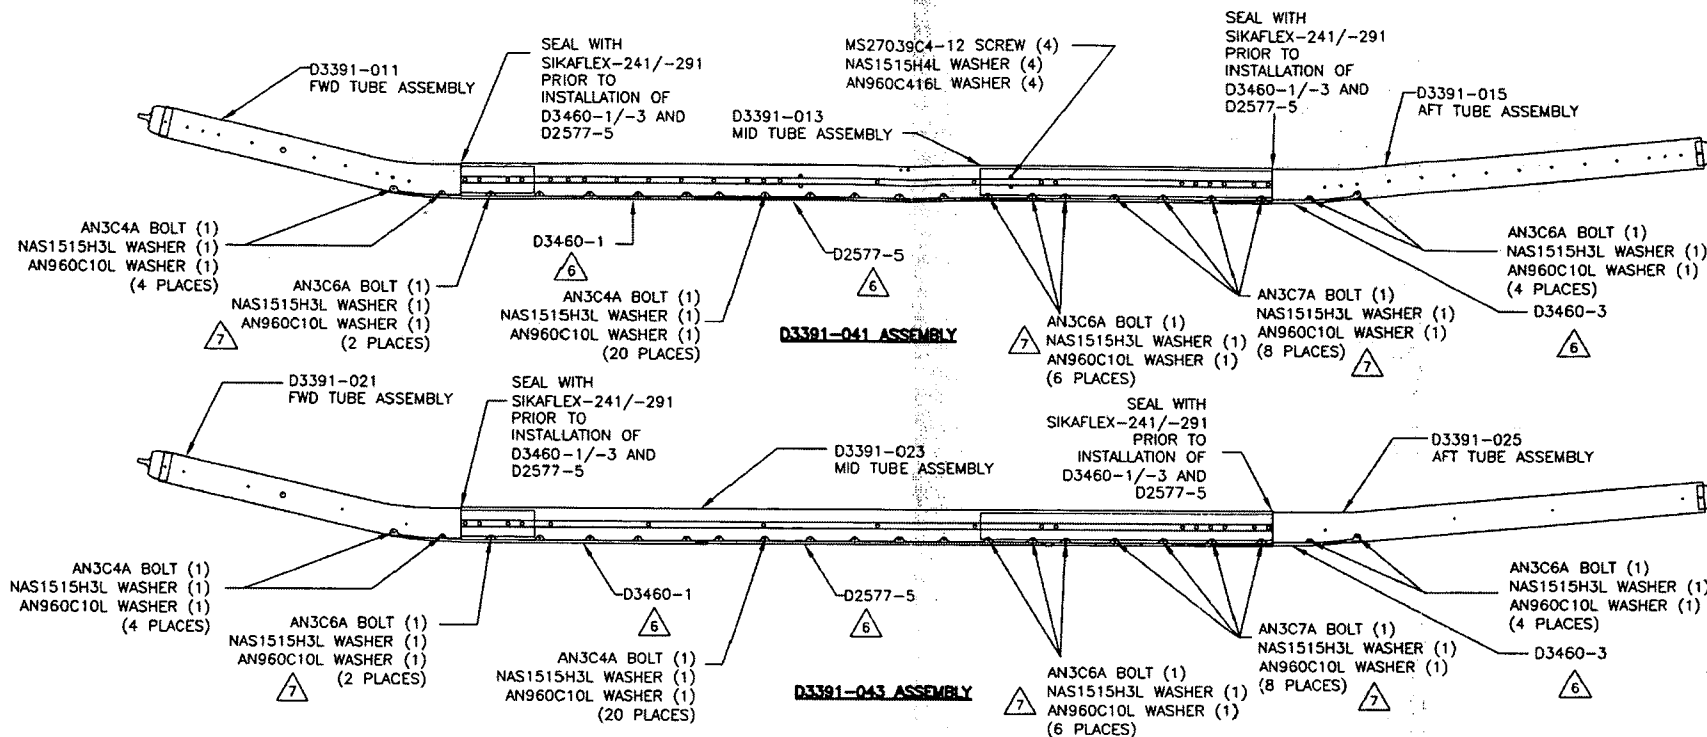 SEAL WITH
SIKAFLEX-241/-291
PRIOR TO
INSTALLATION OF
D3460-1/-3 AND
D2577-5
D3391-011
FWD TUBE ASSEMBLY
MS27039C4-12 SCREW (4)
NAS1515H4L WASHER (4)
AN960C416L WASHER (4)
D3391-013
MID TUBE ASSEMBLY
SEAL WITH
SIKAFLEX-241/-291
PRIOR TO
INSTALLATION OF
D3460-1/-3 AND
D2577-5
D3391-015
AFT TUBE ASSEMBLY
AN3C4A BOLT (1)
NAS1515H3L WASHER (1)
AN960C10L WASHER (1)
(4 PLACES)
AN3C6A BOLT (1)
NAS1515H3L WASHER (1)
AN960C10L WASHER (1)
(2 PLACES)
7
D3460-1
6
AN3C4A BOLT (1)
NAS1515H3L WASHER (1)
AN960C10L WASHER (1)
(20 PLACES)
D2577-5
6
D3391-041 ASSEMBLY
7
AN3C6A BOLT (1)
NAS1515H3L WASHER (1)
AN960C10L WASHER (1)
(6 PLACES)
AN3C7A BOLT (1)
NAS1515H3L WASHER (1)
AN960C10L WASHER (1)
(8 PLACES)
7
AN3C6A BOLT (1)
NAS1515H3L WASHER (1)
AN960C10L WASHER (1)
(4 PLACES)
D3460-3
6
D3391-021
FWD TUBE ASSEMBLY
SEAL WITH
SIKAFLEX-241/-291
PRIOR TO
INSTALLATION OF
D3460-1/-3 AND
D2577-5
D3391-023
MID TUBE ASSEMBLY
SEAL WITH
SIKAFLEX-241/-291
PRIOR TO
INSTALLATION OF
D3460-1/-3 AND
D2577-5
D3391-025
AFT TUBE ASSEMBLY
AN3C4A BOLT (1)
NAS1515H3L WASHER (1)
AN960C10L WASHER (1)
(4 PLACES)
AN3C6A BOLT (1)
NAS1515H3L WASHER (1)
AN960C10L WASHER (1)
(2 PLACES)
7
D3460-1
6
AN3C4A BOLT (1)
NAS1515H3L WASHER (1)
AN960C10L WASHER (1)
(20 PLACES)
D2577-5
6
D3391-043 ASSEMBLY
7
AN3C6A BOLT (1)
NAS1515H3L WASHER (1)
AN960C10L WASHER (1)
(6 PLACES)
AN3C7A BOLT (1)
NAS1515H3L WASHER (1)
AN960C10L WASHER (1)
(8 PLACES)
7
AN3C6A BOLT (1)
NAS1515H3L WASHER (1)
AN960C10L WASHER (1)
(4 PLACES)
D3460-3
6